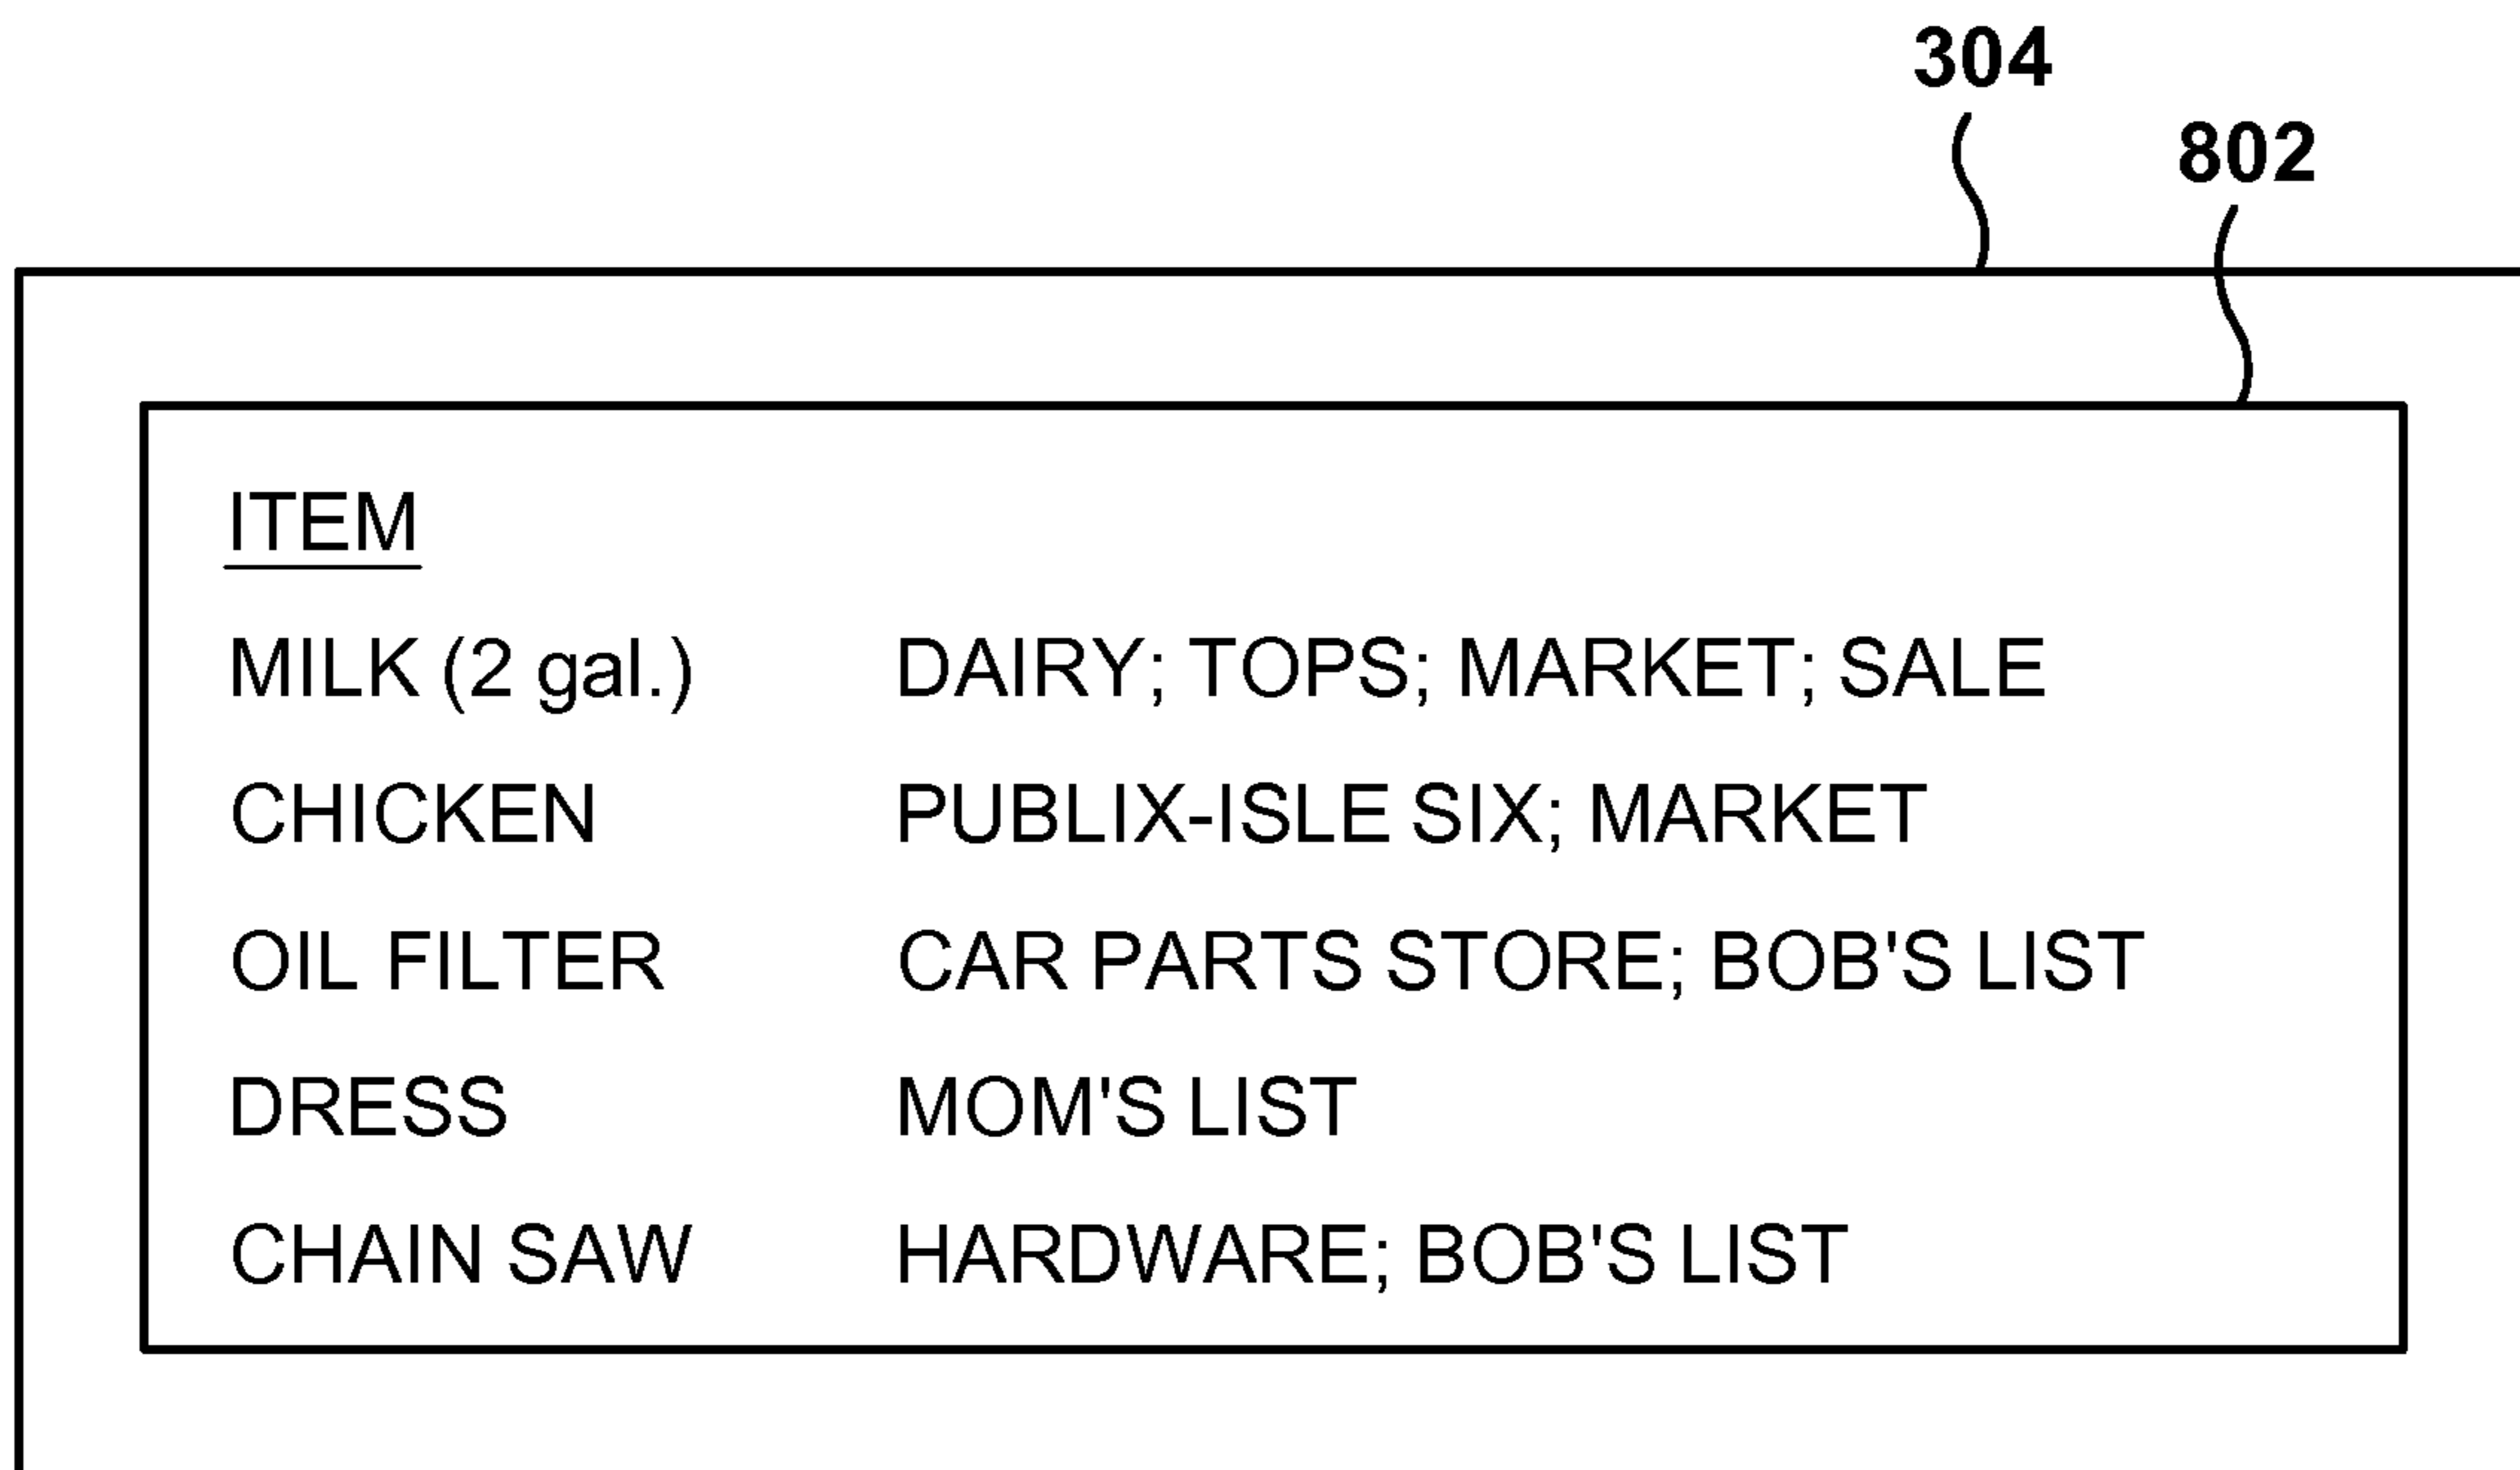 304
802
ITEM
MILK (2 gal.) DAIRY; TOPS; MARKET; SALE
CHICKEN PUBLIX-ISLE SIX; MARKET
OIL FILTER CAR PARTS STORE; BOB'S LIST
DRESS MOM'S LIST
CHAIN SAW HARDWARE; BOB'S LIST